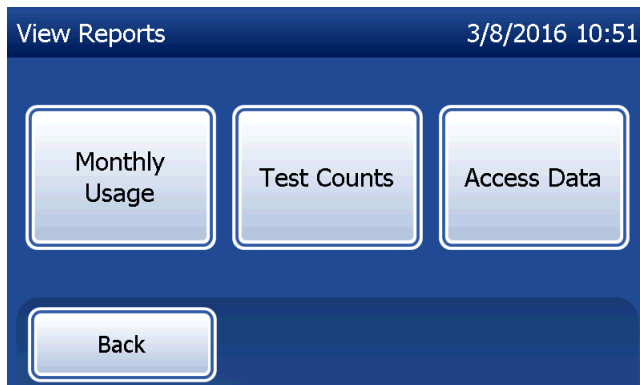 View Reports 3/8/2016 10:51
Monthly
Usage
Test Counts
Access Data
Back